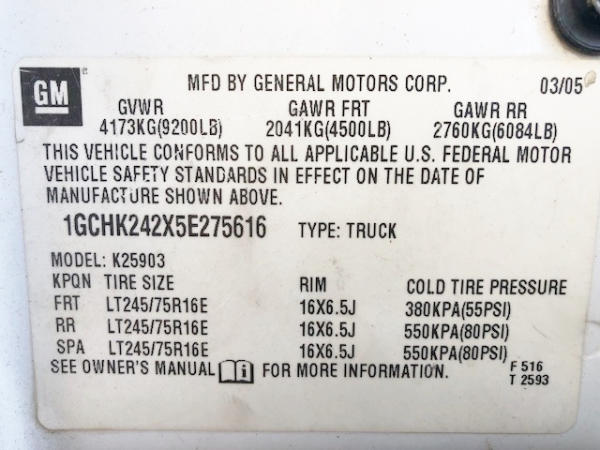 GM
MFD BY GENERAL MOTORS CORP. 03/05
GVWR GAWR FRT GAWR RR
4173KG(9200LB) 2041KG(4500LB) 2760KG(6084LB)
THIS VEHICLE CONFORMS TO ALL APPLICABLE U.S. FEDERAL MOTOR
VEHICLE SAFETY STANDARDS IN EFFECT ON THE DATE OF
MANUFACTURE SHOWN ABOVE.
1GCHK242X5E275616 TYPE: TRUCK
MODEL: K25903
KPQN TIRE SIZE RIM COLD TIRE PRESSURE
FRT LT245/75R16E 16X6.5J 380KPA(55PSI)
RR LT245/75R16E 16X6.5J 550KPA(80PSI)
SPA LT245/75R16E 16X6.5J 550KPA(80PSI)
SEE OWNER'S MANUAL i FOR MORE INFORMATION. F 516
T 2593